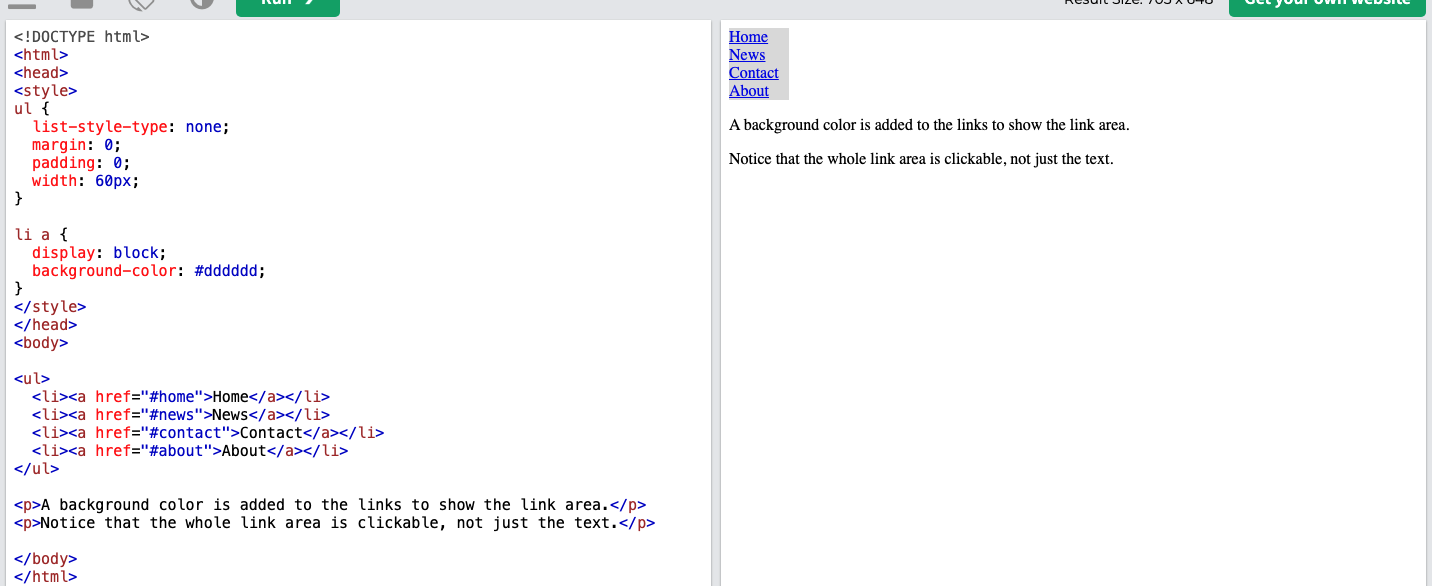 Run ❯
Result Size: 705 x 648
Get your own website
<!DOCTYPE html>
<html>
<head>
<style>
ul {
  list-style-type: none;
  margin: 0;
  padding: 0;
  width: 60px;
}
li a {
  display: block;
  background-color: #dddddd;
}
</style>
</head>
<body>
<ul>
  <li><a href="#home">Home</a></li>
  <li><a href="#news">News</a></li>
  <li><a href="#contact">Contact</a></li>
  <li><a href="#about">About</a></li>
</ul>
<p>A background color is added to the links to show the link area.</p>
<p>Notice that the whole link area is clickable, not just the text.</p>
</body>
</html>
Home
News
Contact
About
A background color is added to the links to show the link area.
Notice that the whole link area is clickable, not just the text.